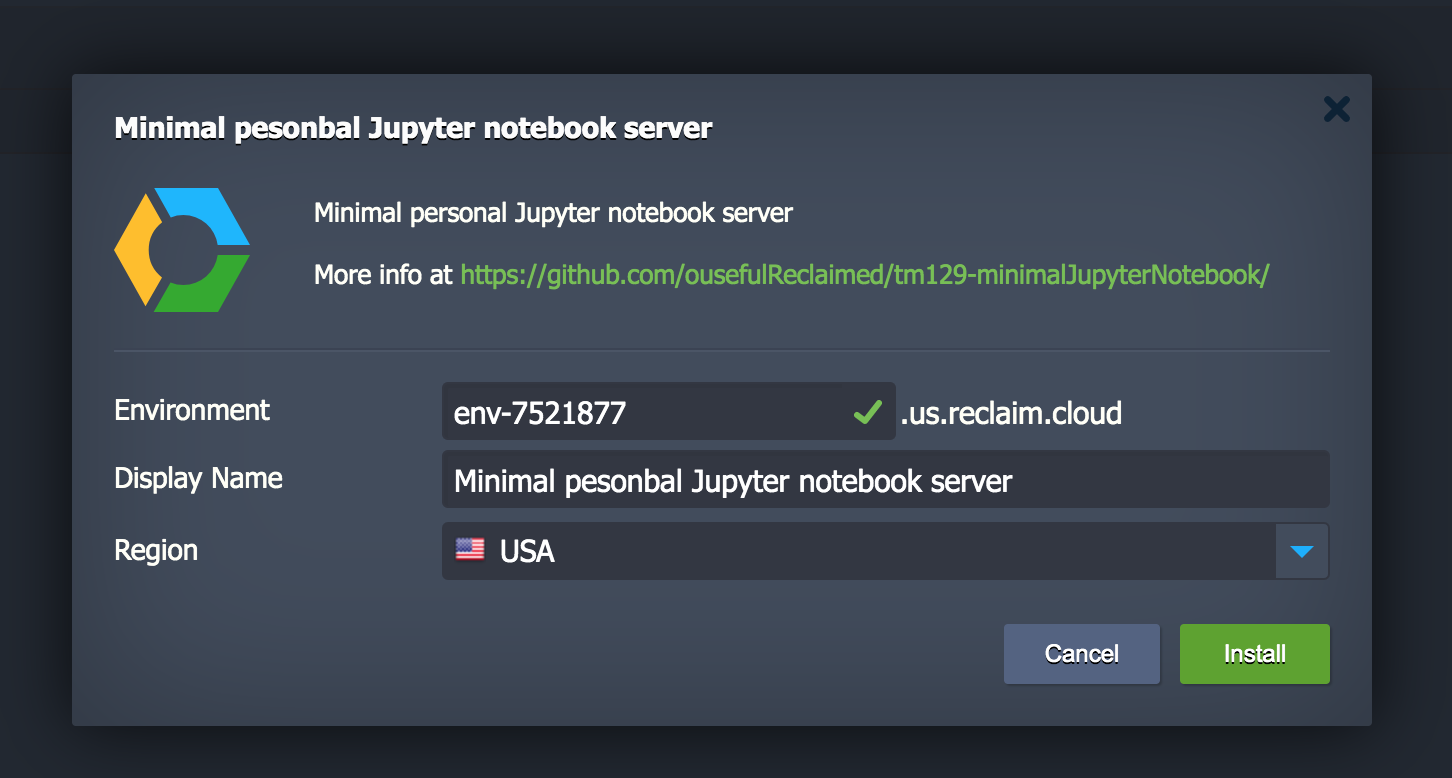 Minimal pesonbal Jupyter notebook server
Minimal personal Jupyter notebook server
More info at https://github.com/ousefulReclaimed/tm129-minimalJupyterNotebook/
Environment env-7521877 .us.reclaim.cloud
Display Name Minimal pesonbal Jupyter notebook server
Region USA
Cancel Install